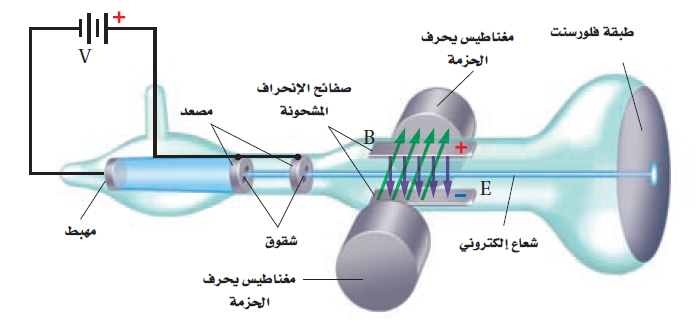 +
V
مغناطيس يحرف
الحزمة
طبقة فلورسنت
صفائح الإنحراف
المشحونة
مصعد
B
+
E
-
مهبط
شقوق
شعاع إلكتروني
مغناطيس يحرف
الحزمة